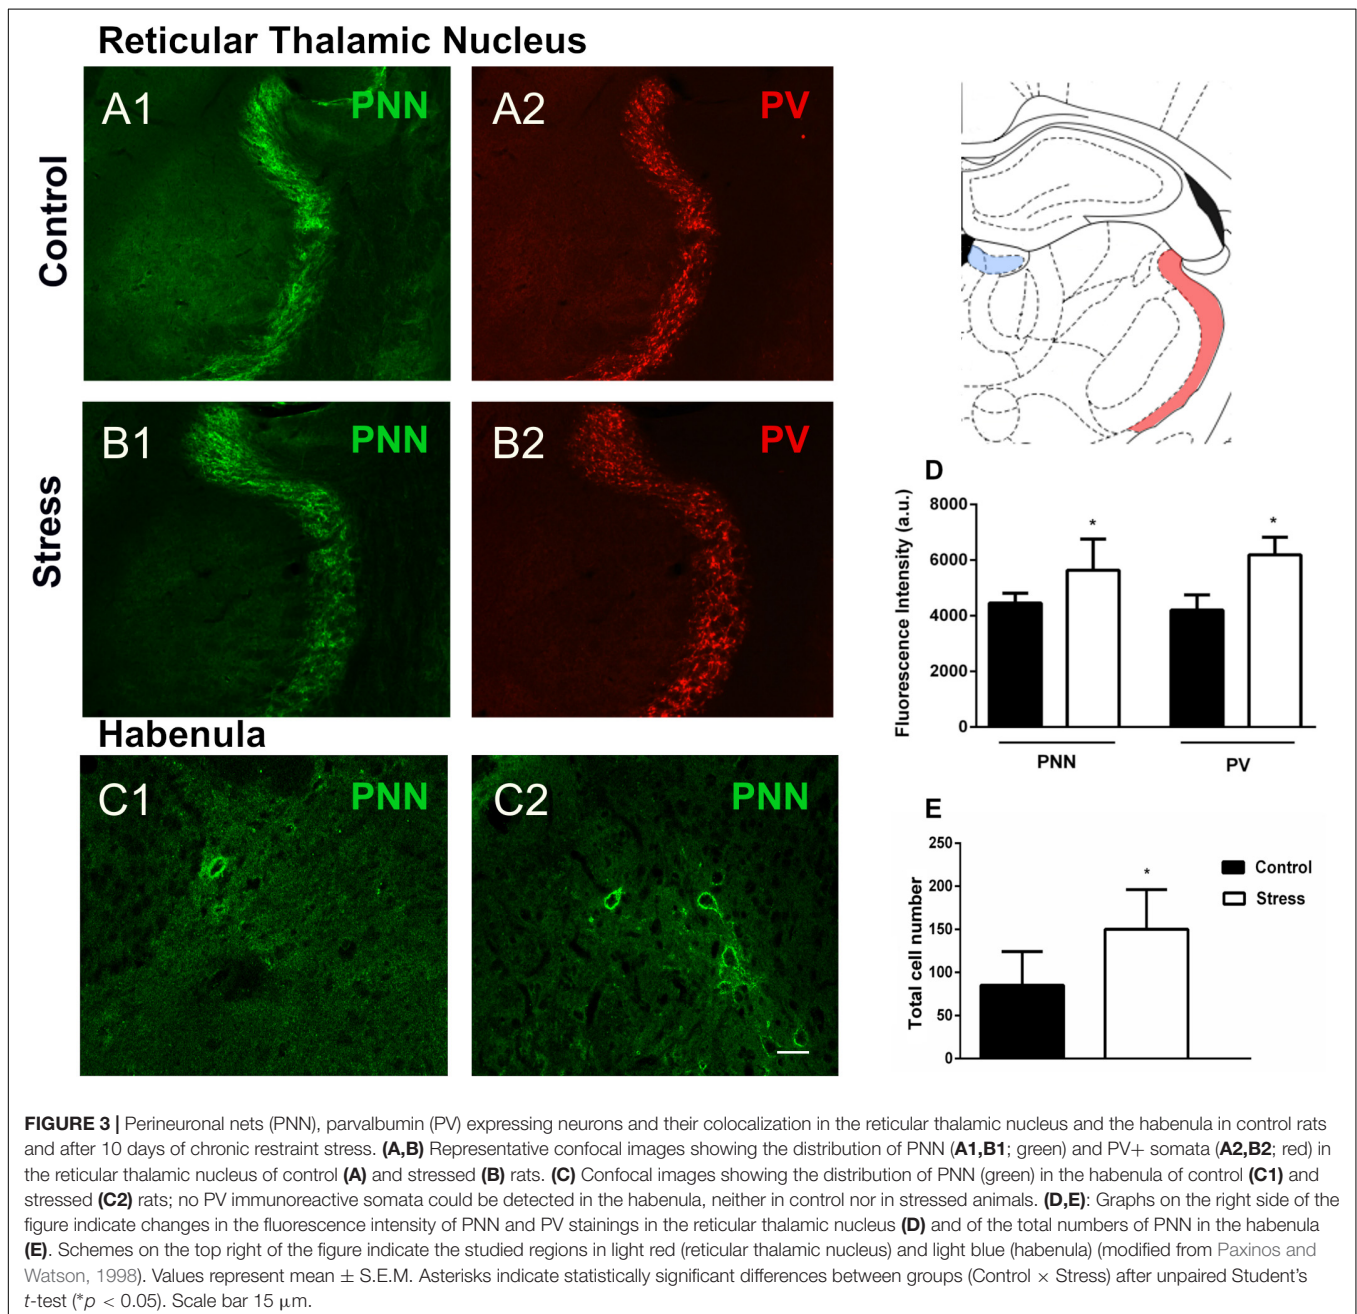 Reticular Thalamic Nucleus
A1
PNN
A2
PV
Control
B1
PNN
B2
PV
Stress
Habenula
C1
PNN
C2
PNN
D
Fluorescence Intensity (a.u.)
8000
6000
4000
2000
0
*
*
PNN
PV
E
Total cell number
250
200
150
100
50
0
*
Control
Stress
FIGURE 3 | Perineuronal nets (PNN), parvalbumin (PV) expressing neurons and their colocalization in the reticular thalamic nucleus and the habenula in control rats
and after 10 days of chronic restraint stress. (A,B) Representative confocal images showing the distribution of PNN (A1,B1; green) and PV+ somata (A2,B2; red) in
the reticular thalamic nucleus of control (A) and stressed (B) rats. (C) Confocal images showing the distribution of PNN (green) in the habenula of control (C1) and
stressed (C2) rats; no PV immunoreactive somata could be detected in the habenula, neither in control nor in stressed animals. (D,E): Graphs on the right side of the
figure indicate changes in the fluorescence intensity of PNN and PV stainings in the reticular thalamic nucleus (D) and of the total numbers of PNN in the habenula
(E). Schemes on the top right of the figure indicate the studied regions in light red (reticular thalamic nucleus) and light blue (habenula) (modified from Paxinos and
Watson, 1998). Values represent mean ± S.E.M. Asterisks indicate statistically significant differences between groups (Control × Stress) after unpaired Student's
t-test (*p < 0.05). Scale bar 15 μm.